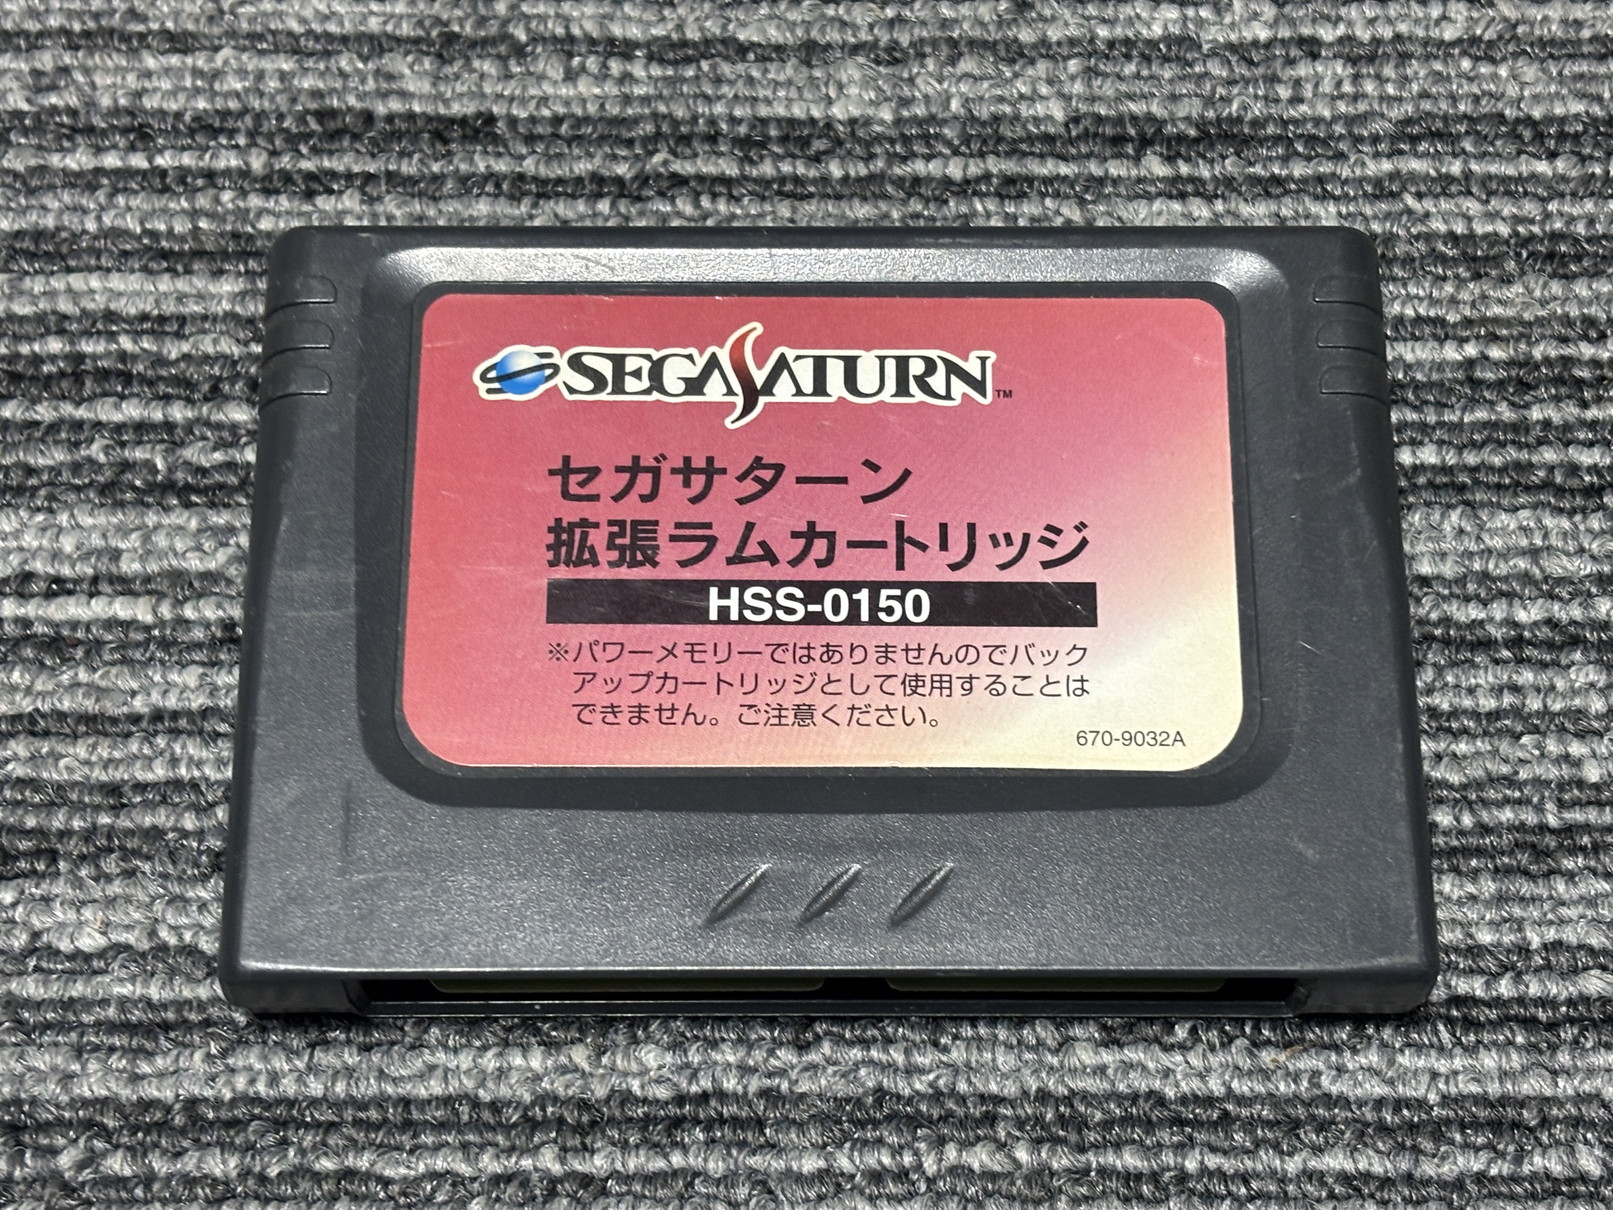 SEGA SATURN TM
セガサターン
拡張ラムカートリッジ
HSS-0150
※パワーメモリーではありませんのでバック
アップカートリッジとして使用することは
できません。ご注意ください。
670-9032A